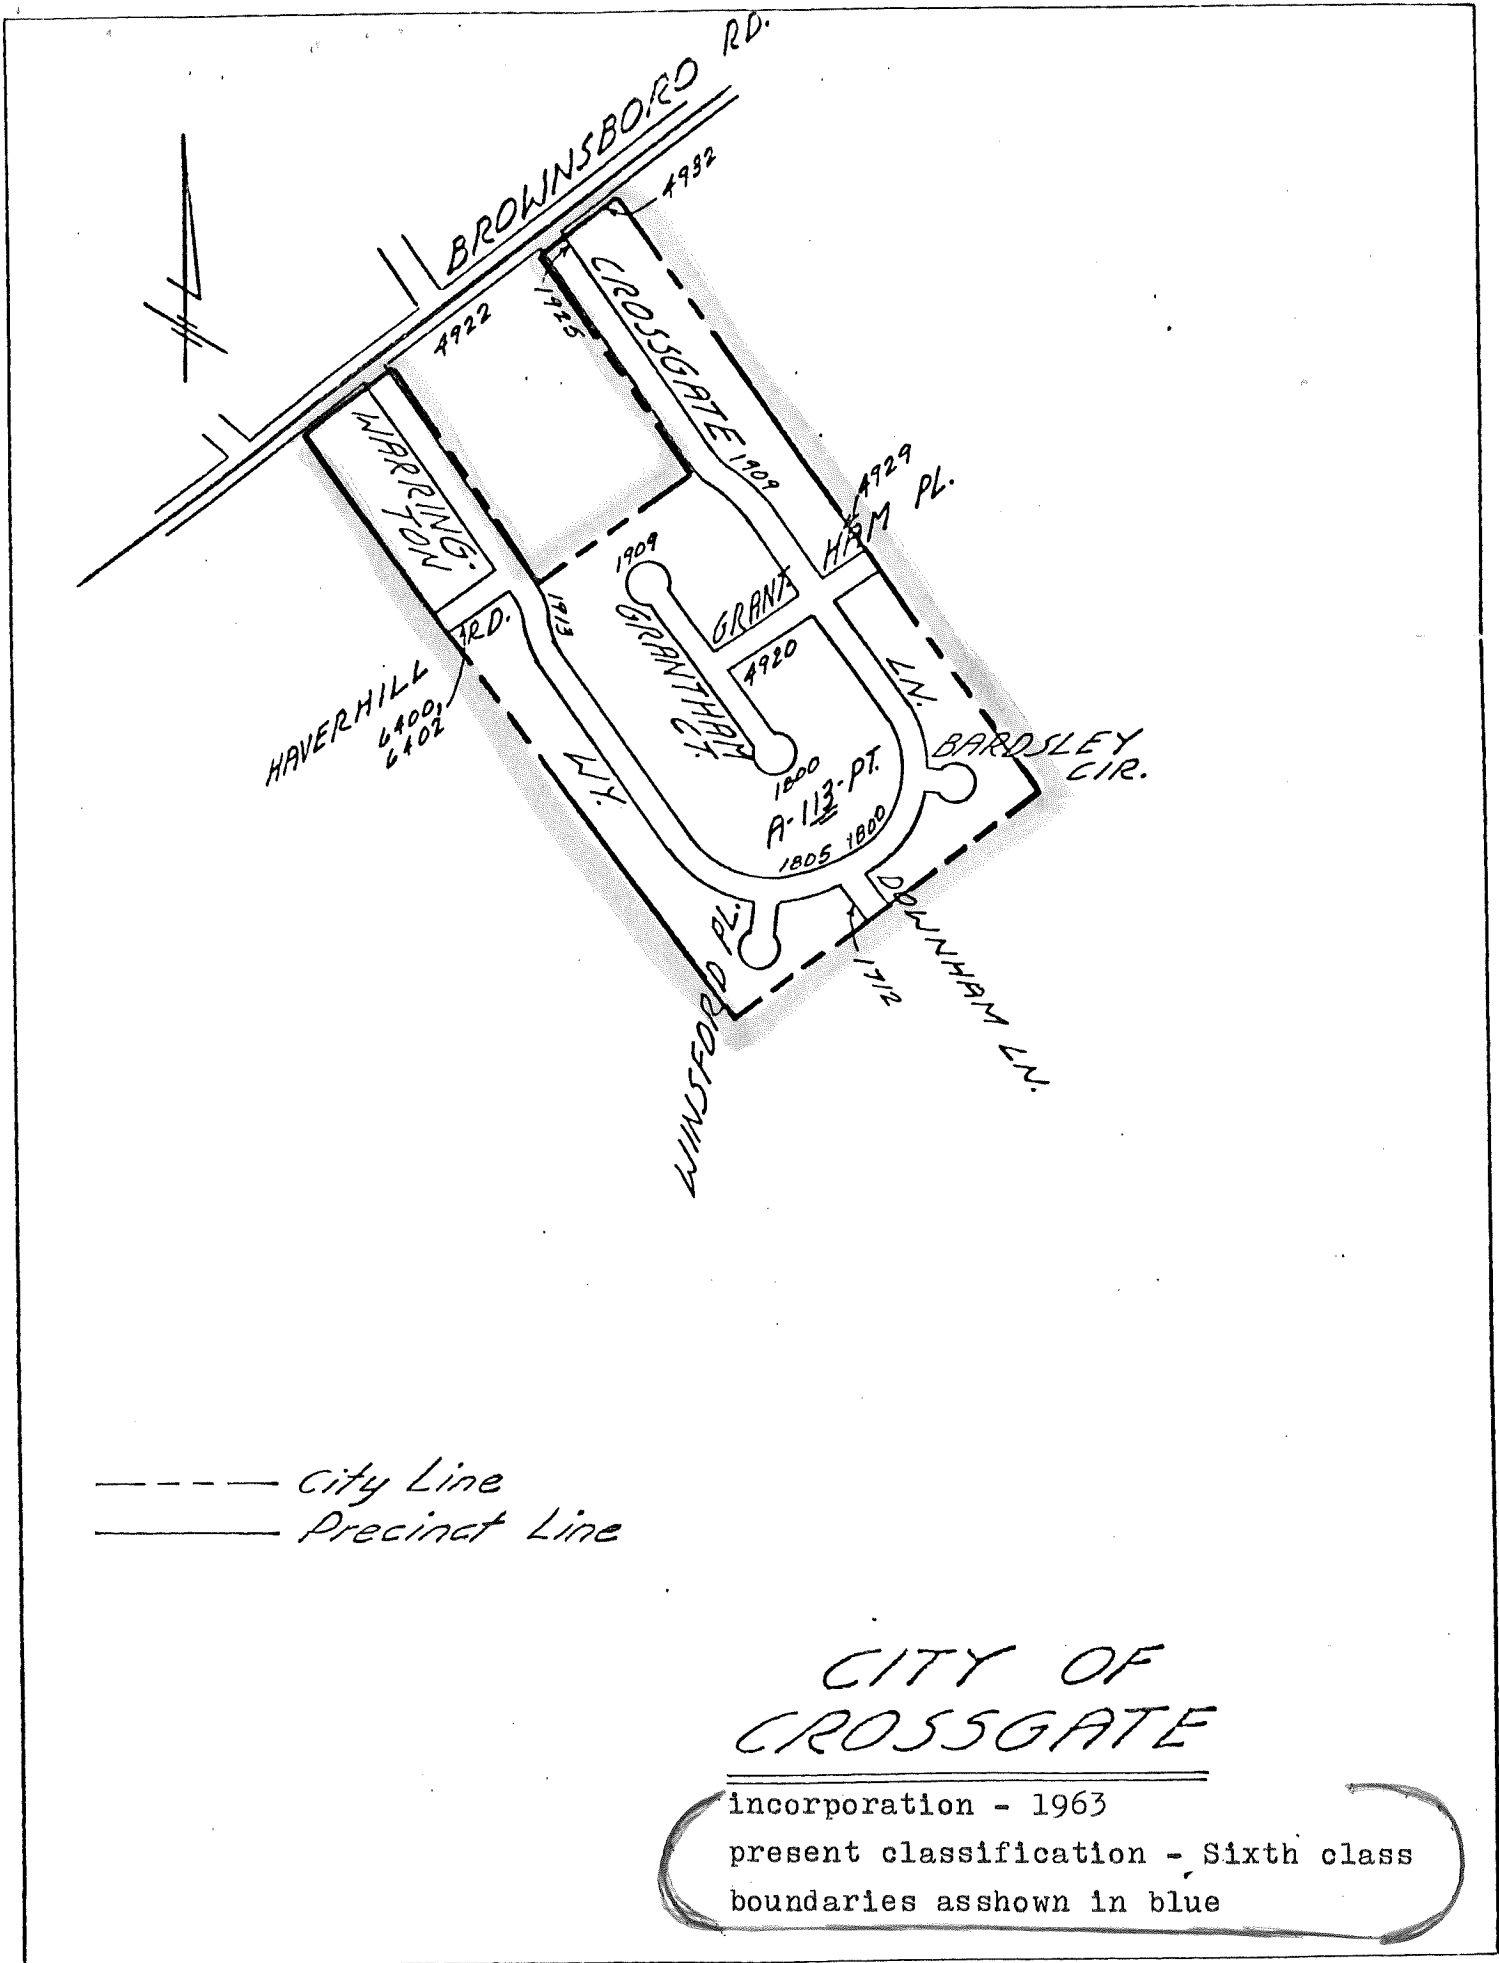 BROWNSBORO RD.
4932
4922
1925
CROSSGATE
1909
WARRING-
TON
4929
GRANT-
HAM PL.
1909
1913
HAVERHILL RD.
6400,
6402
GRANTHAM
CT.
4920
LN.
BARDSLEY
CIR.
WY.
1800
A-113-PT.
1805 1800
DOWNHAM LN.
1712
WINSFORD PL.
City Line
Precinct Line
CITY OF
CROSSGATE
incorporation - 1963
present classification - Sixth class
boundaries asshown in blue